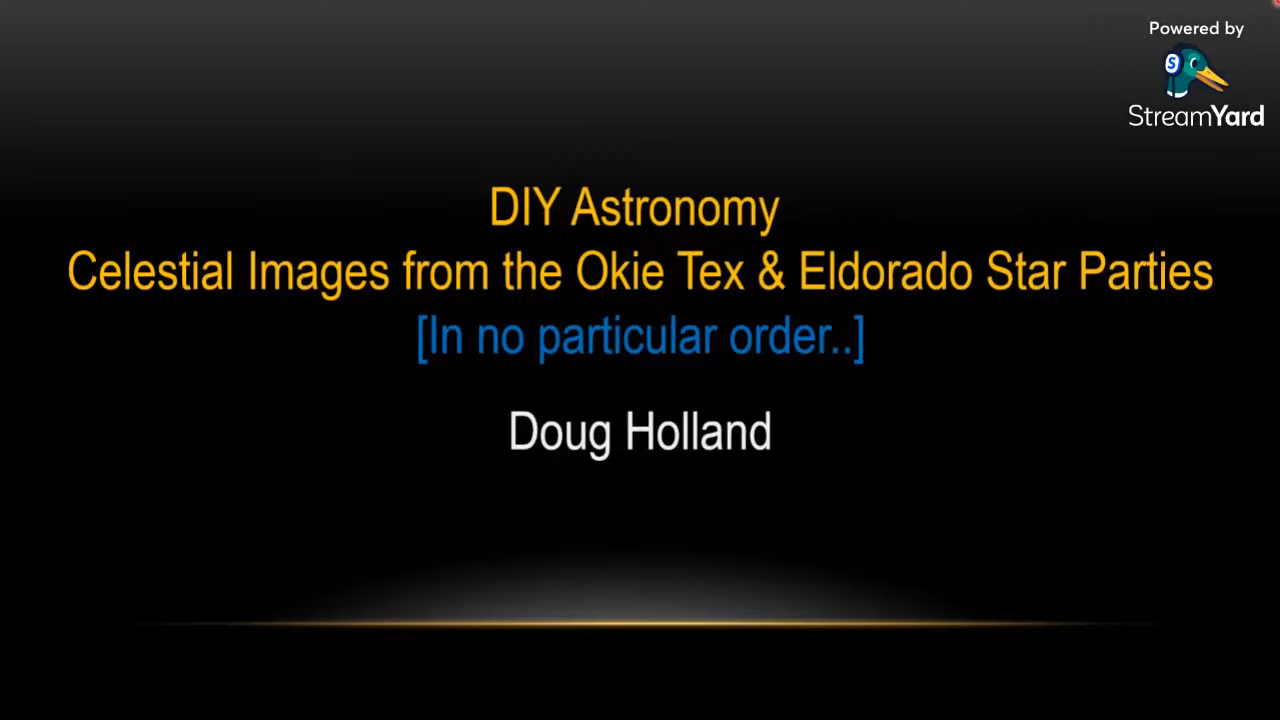 Powered by
S
StreamYard
DIY Astronomy
Celestial Images from the Okie Tex & Eldorado Star Parties
[In no particular order..]
Doug Holland